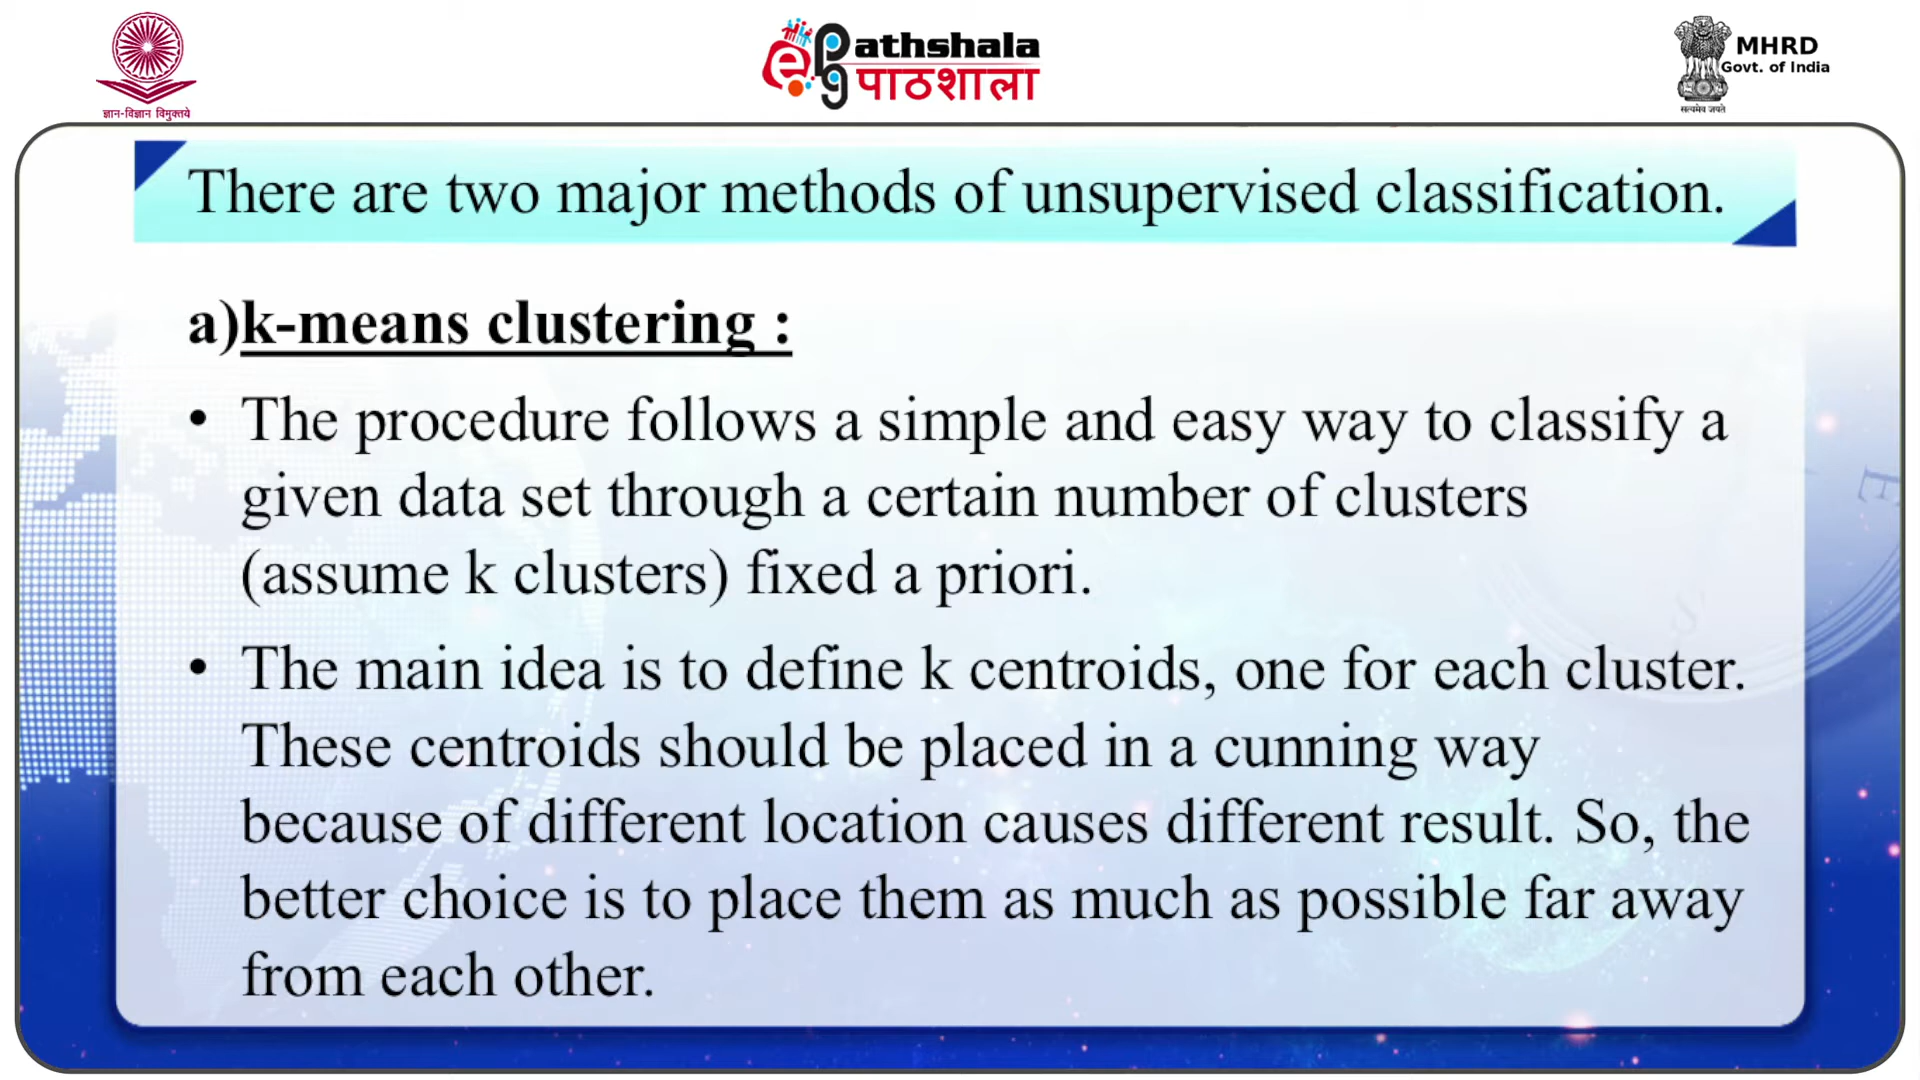 ज्ञान-विज्ञान विमुक्तये
ePG Pathshala
पाठशाला
MHRD
Govt. of India
सत्यमेव जयते
There are two major methods of unsupervised classification.
a)k-means clustering :
• The procedure follows a simple and easy way to classify a
given data set through a certain number of clusters
(assume k clusters) fixed a priori.
• The main idea is to define k centroids, one for each cluster.
These centroids should be placed in a cunning way
because of different location causes different result. So, the
better choice is to place them as much as possible far away
from each other.